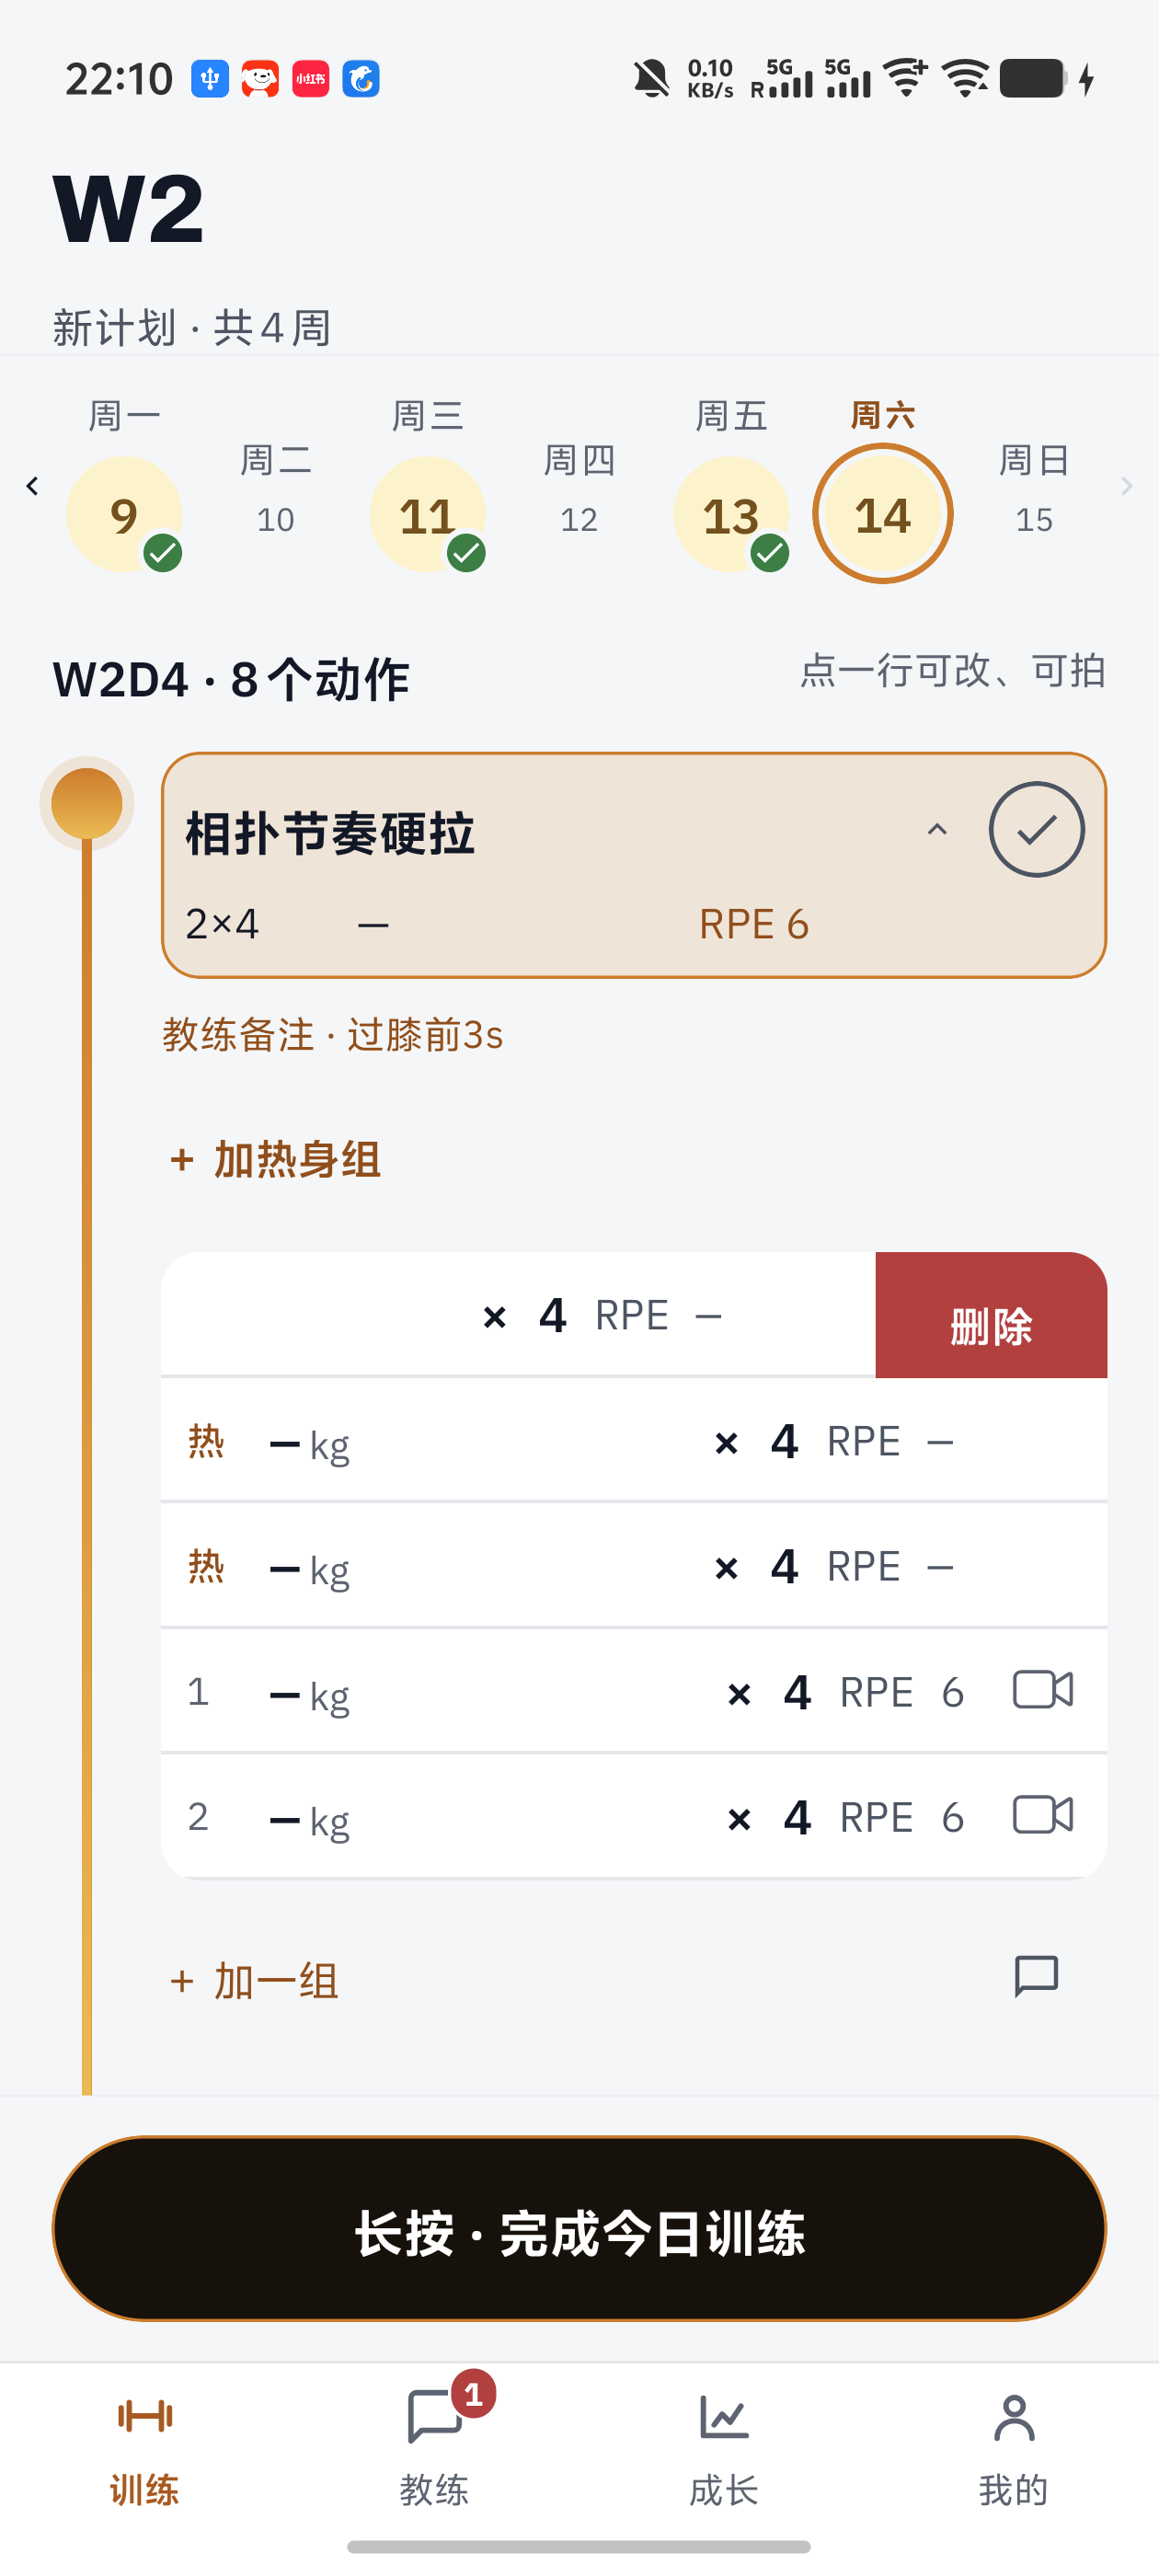 22:10 小红书 0.10 KB/s R 5G 5G
W2
新计划 · 共 4 周
周一 周二 周三 周四 周五 周六 周日
9 10 11 12 13 14 15
W2D4 · 8 个动作 点一行可改、可拍
相扑节奏硬拉
2×4 — RPE 6
教练备注 · 过膝前3s
+ 加热身组
× 4 RPE — 删除
热 — kg × 4 RPE —
热 — kg × 4 RPE —
1 — kg × 4 RPE 6
2 — kg × 4 RPE 6
+ 加一组
长按 · 完成今日训练
1
训练 教练 成长 我的